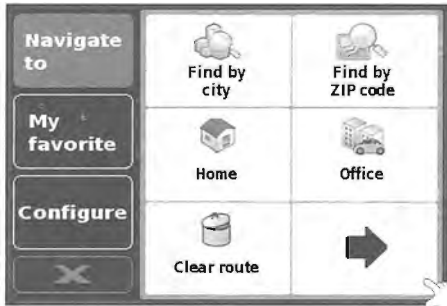 Navigate
to
Find by
city
Find by
ZIP code
My
favorite
Home
Office
Configure
Clear route